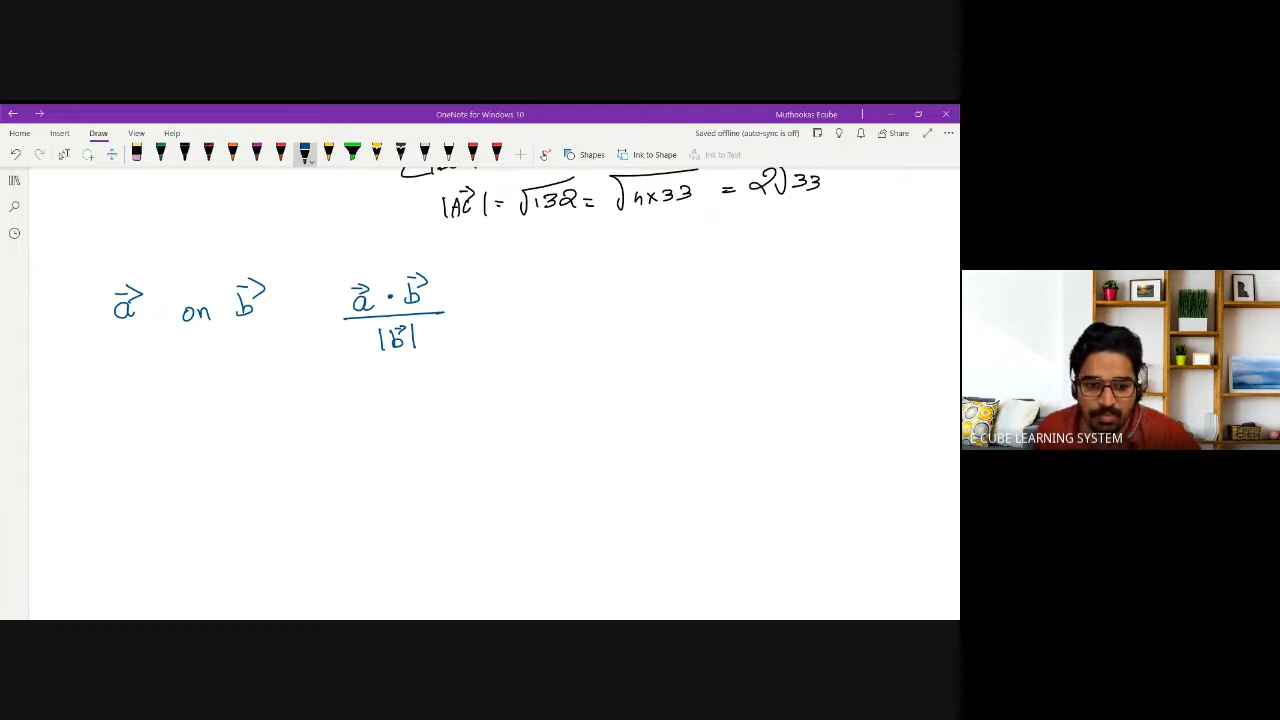 OneNote for Windows 10
Muthookas Ecube
Home Insert Draw View Help
Saved offline (auto-sync is off)
Share
Shapes
Ink to Shape
Ink to Text
|AC⃗| = √132 = √4×33 = 2√33
a⃗ on b⃗
a⃗ · b⃗
|b⃗|
E CUBE LEARNING SYSTEM